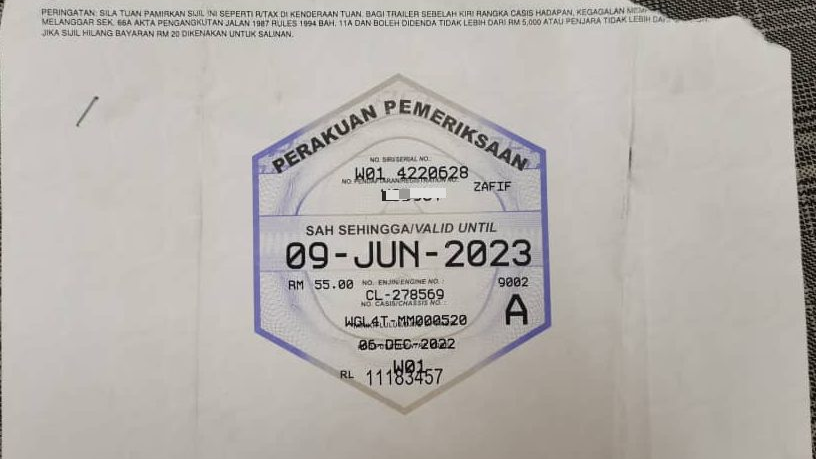 PERINGATAN: SILA TUAN PAMIRKAN SIJIL INI SEPERTI R/TAX DI KENDERAAN TUAN. BAGI TRAILER SEBELAH KIRI RANGKA CASIS HADAPAN, KEGAGALAN
MELANGGAR SEK. 66A AKTA PENGANGKUTAN JALAN 1987 RULES 1994 BAH. 11A DAN BOLEH DIDENDA TIDAK LEBIH DARI RM 5,000 ATAU PENJARA TIDAK LEBIH
JIKA SIJIL HILANG BAYARAN RM 20 DIKENAKAN UNTUK SALINAN.
PERAKUAN PEMERIKSAAN
NO. SIRI/SERIAL NO.
W01 4220628
NO. PENDAFTARAN/REGISTRATION NO.
ZAFIF
SAH SEHINGGA/VALID UNTIL
09-JUN-2023
RM 55.00 NO. ENJIN/ENGINE NO. : 9002
CL-278569
NO. CASIS/CHASSIS NO. :
WGL4T-MM000520 A
06-DEC-2022
W01
RL 11183457